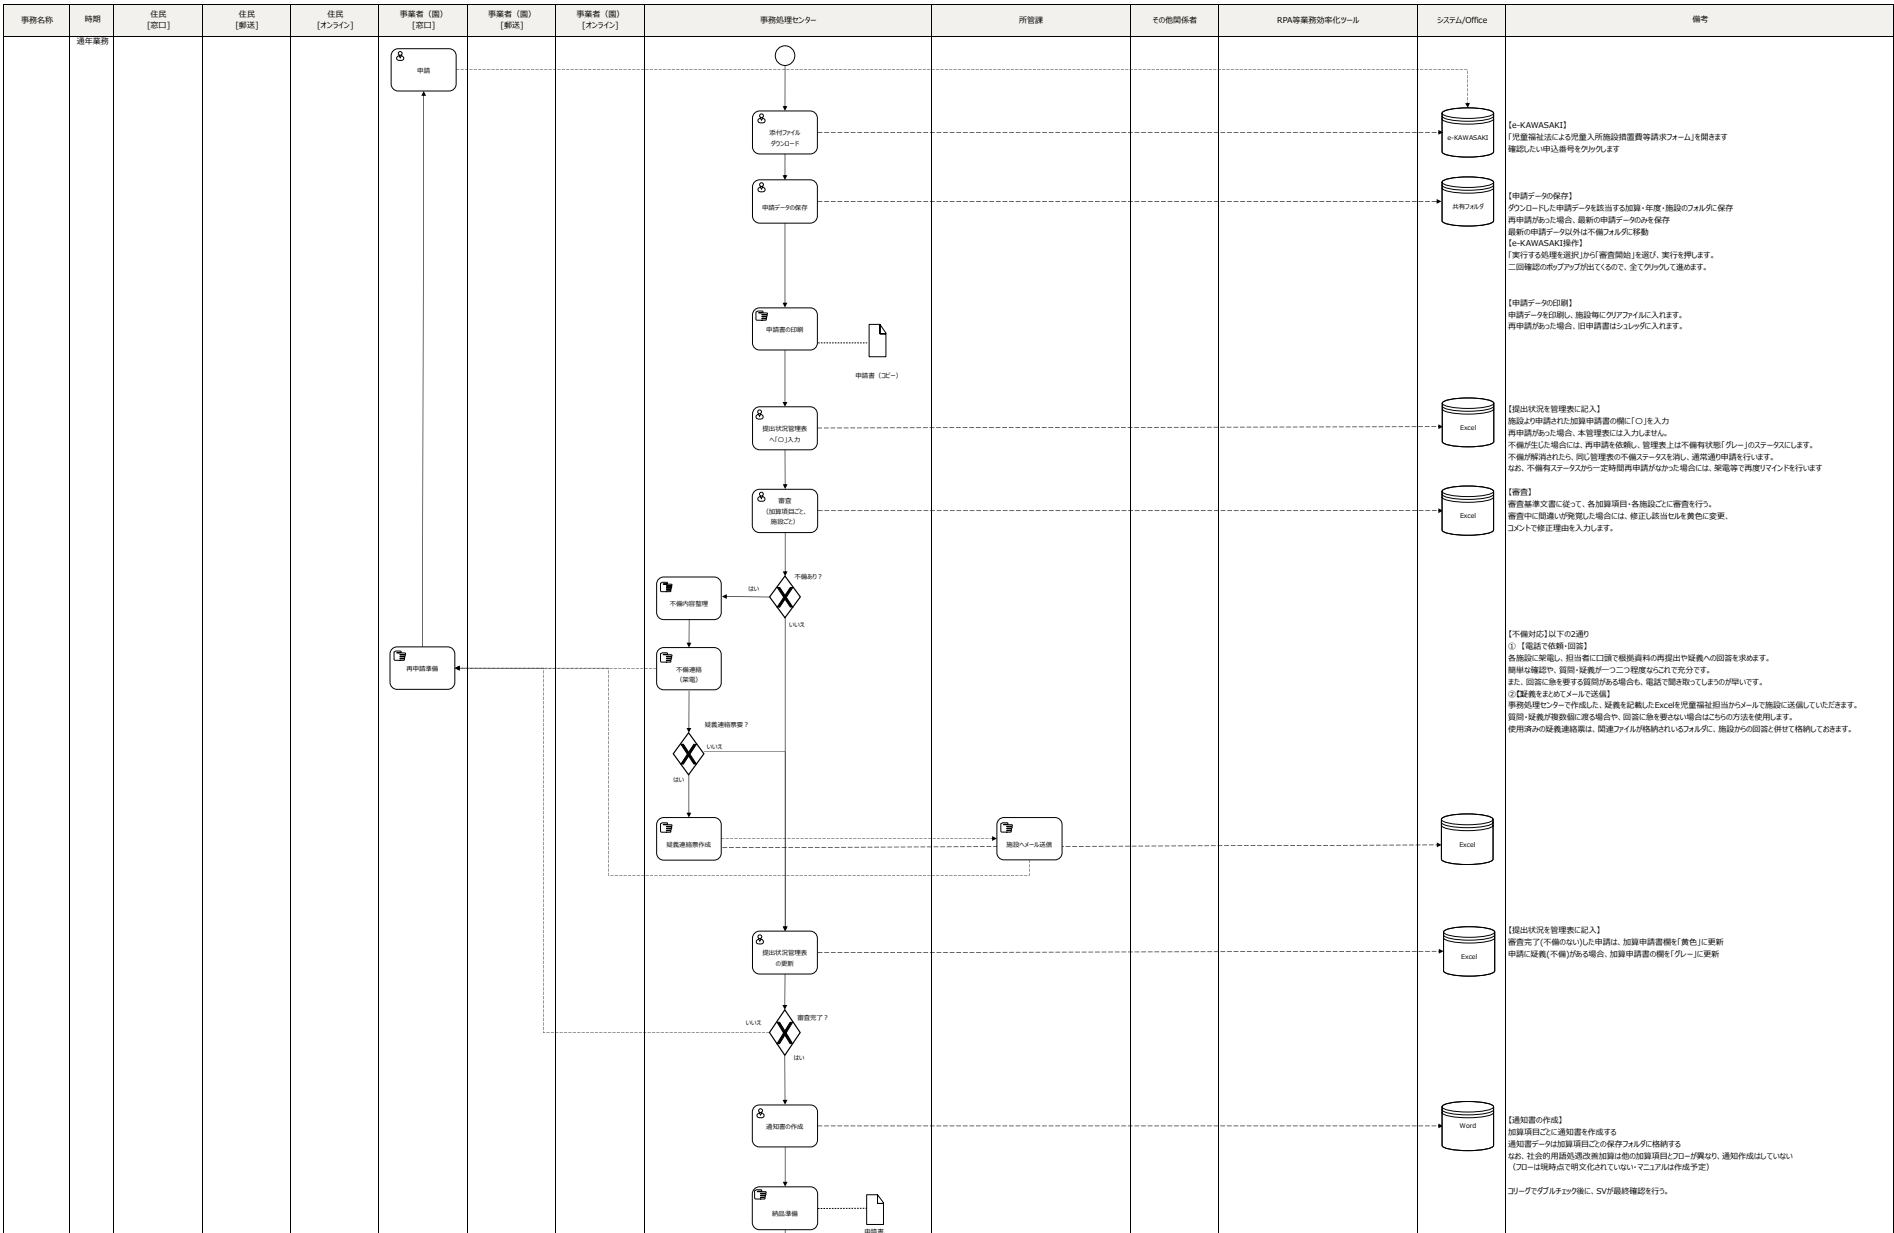 事務名称
時期
住民
[窓口]
住民
[郵送]
住民
[オンライン]
事業者（園）
[窓口]
事業者（園）
[郵送]
事業者（園）
[オンライン]
事務処理センター
所管課
その他関係者
RPA等業務効率化ツール
システム/Office
備考
通年業務
申請
添付ファイル
ダウンロード
e-KAWASAKI
【e-KAWASAKI】
「児童福祉法による児童入所施設措置費等請求フォーム」を開きます
確認したい申込番号をクリックします
申請データの保存
共有フォルダ
【申請データの保存】
ダウンロードした申請データを該当する加算・年度・施設のフォルダに保存
再申請があった場合、最新の申請データのみを保存
最新の申請データ以外は不備フォルダに移動
【e-KAWASAKI操作】
「実行する処理を選択」から「審査開始」を選び、実行を押します。
二回確認のポップアップが出てくるので、全てクリックして進めます。
申請書の印刷
申請書（コピー）
【申請データの印刷】
申請データを印刷し、施設毎にクリアファイルに入れます。
再申請があった場合、旧申請書はシュレッダに入れます。
提出状況管理表
へ「〇」入力
Excel
【提出状況を管理表に記入】
施設より申請された加算申請書の欄に「〇」を入力
再申請があった場合、本管理表には入力しません。
不備が生じた場合には、再申請を依頼し、管理表上は不備有状態「グレー」のステータスにします。
不備が解消されたら、同じ管理表の不備ステータスを消し、通常通り申請を行います。
なお、不備有ステータスから一定時間再申請がなかった場合には、架電等で再度リマインドを行います
審査
（加算項目ごと、
施設ごと）
Excel
【審査】
審査基準文書に従って、各加算項目・各施設ごとに審査を行う。
審査中に間違いが発覚した場合には、修正し該当セルを黄色に変更、
コメントで修正理由を入力します。
不備あり？
はい
いいえ
不備内容整理
再申請準備
不備連絡
（架電）
【不備対応】以下の2通り
①【電話で依頼・回答】
各施設に架電し、担当者に口頭で根拠資料の再提出や疑義への回答を求めます。
簡単な確認や、質問・疑義が一つ二つ程度ならこれで充分です。
また、回答に急を要する質問がある場合も、電話で聞き取ってしまうのが早いです。
②【疑義をまとめてメールで送信】
事務処理センターで作成した、疑義を記載したExcelを児童福祉担当からメールで施設に送信していただきます。
質問・疑義が複数個に渡る場合や、回答に急を要さない場合はこちらの方法を使用します。
使用済みの疑義連絡票は、関連ファイルが格納されいるフォルダに、施設からの回答と併せて格納しておきます。
疑義連絡票要？
いいえ
はい
疑義連絡票作成
施設へメール送信
Excel
提出状況管理表
の更新
Excel
【提出状況を管理表に記入】
審査完了(不備のない)した申請は、加算申請書欄を「黄色」に更新
申請に疑義(不備)がある場合、加算申請書の欄を「グレー」に更新
審査完了？
いいえ
はい
通知書の作成
Word
【通知書の作成】
加算項目ごとに通知書を作成する
通知書データは加算項目ごとの保存フォルダに格納する
なお、社会的用語処遇改善加算は他の加算項目とフローが異なり、通知作成はしていない
（フローは現時点で明文化されていない・マニュアルは作成予定）
コリーグでダブルチェック後に、SVが最終確認を行う。
納品準備
申請書